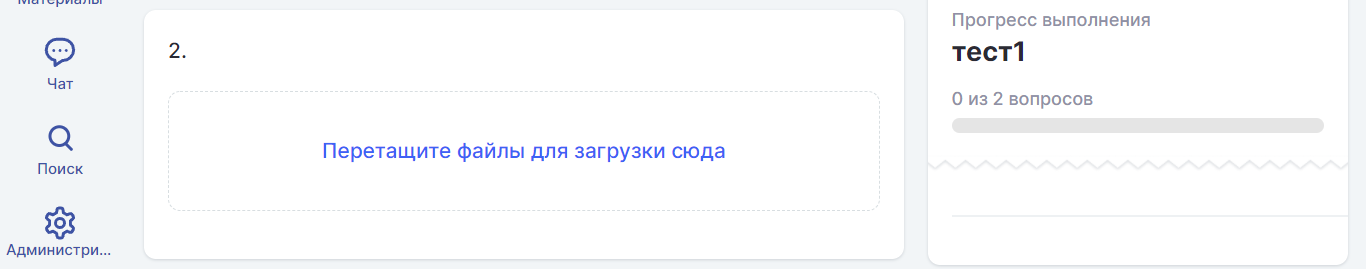 Материалы
Чат
Поиск
Администри...
2.
Перетащите файлы для загрузки сюда
Прогресс выполнения
тест1
0 из 2 вопросов